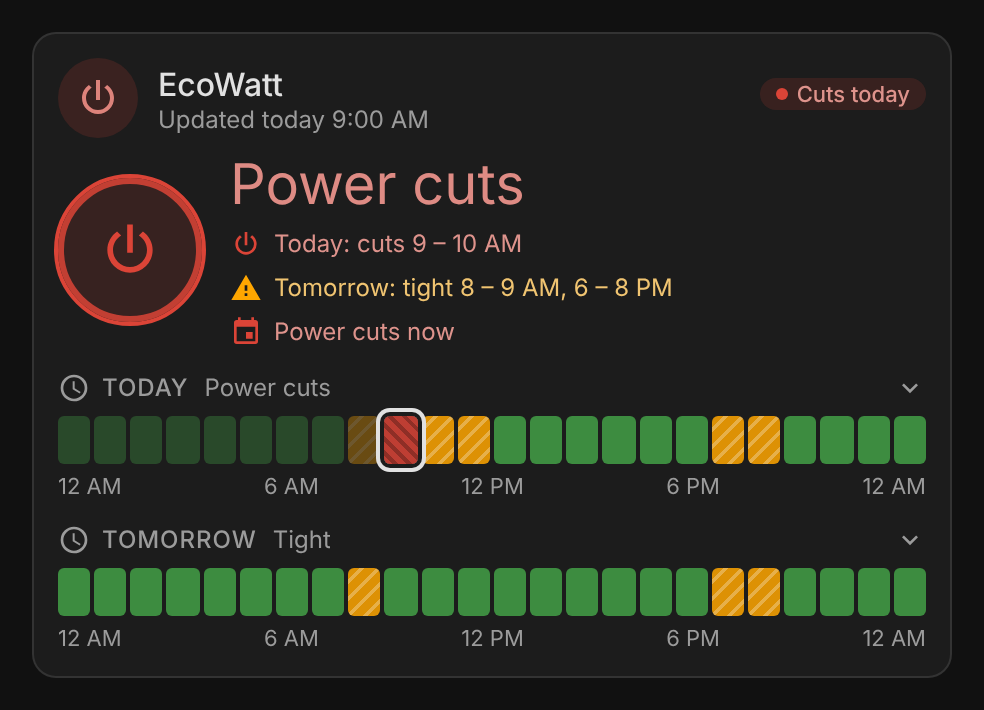 EcoWatt
Updated today 9:00 AM
Cuts today
Power cuts
Today: cuts 9 – 10 AM
Tomorrow: tight 8 – 9 AM, 6 – 8 PM
Power cuts now
TODAY Power cuts
12 AM 6 AM 12 PM 6 PM 12 AM
TOMORROW Tight
12 AM 6 AM 12 PM 6 PM 12 AM